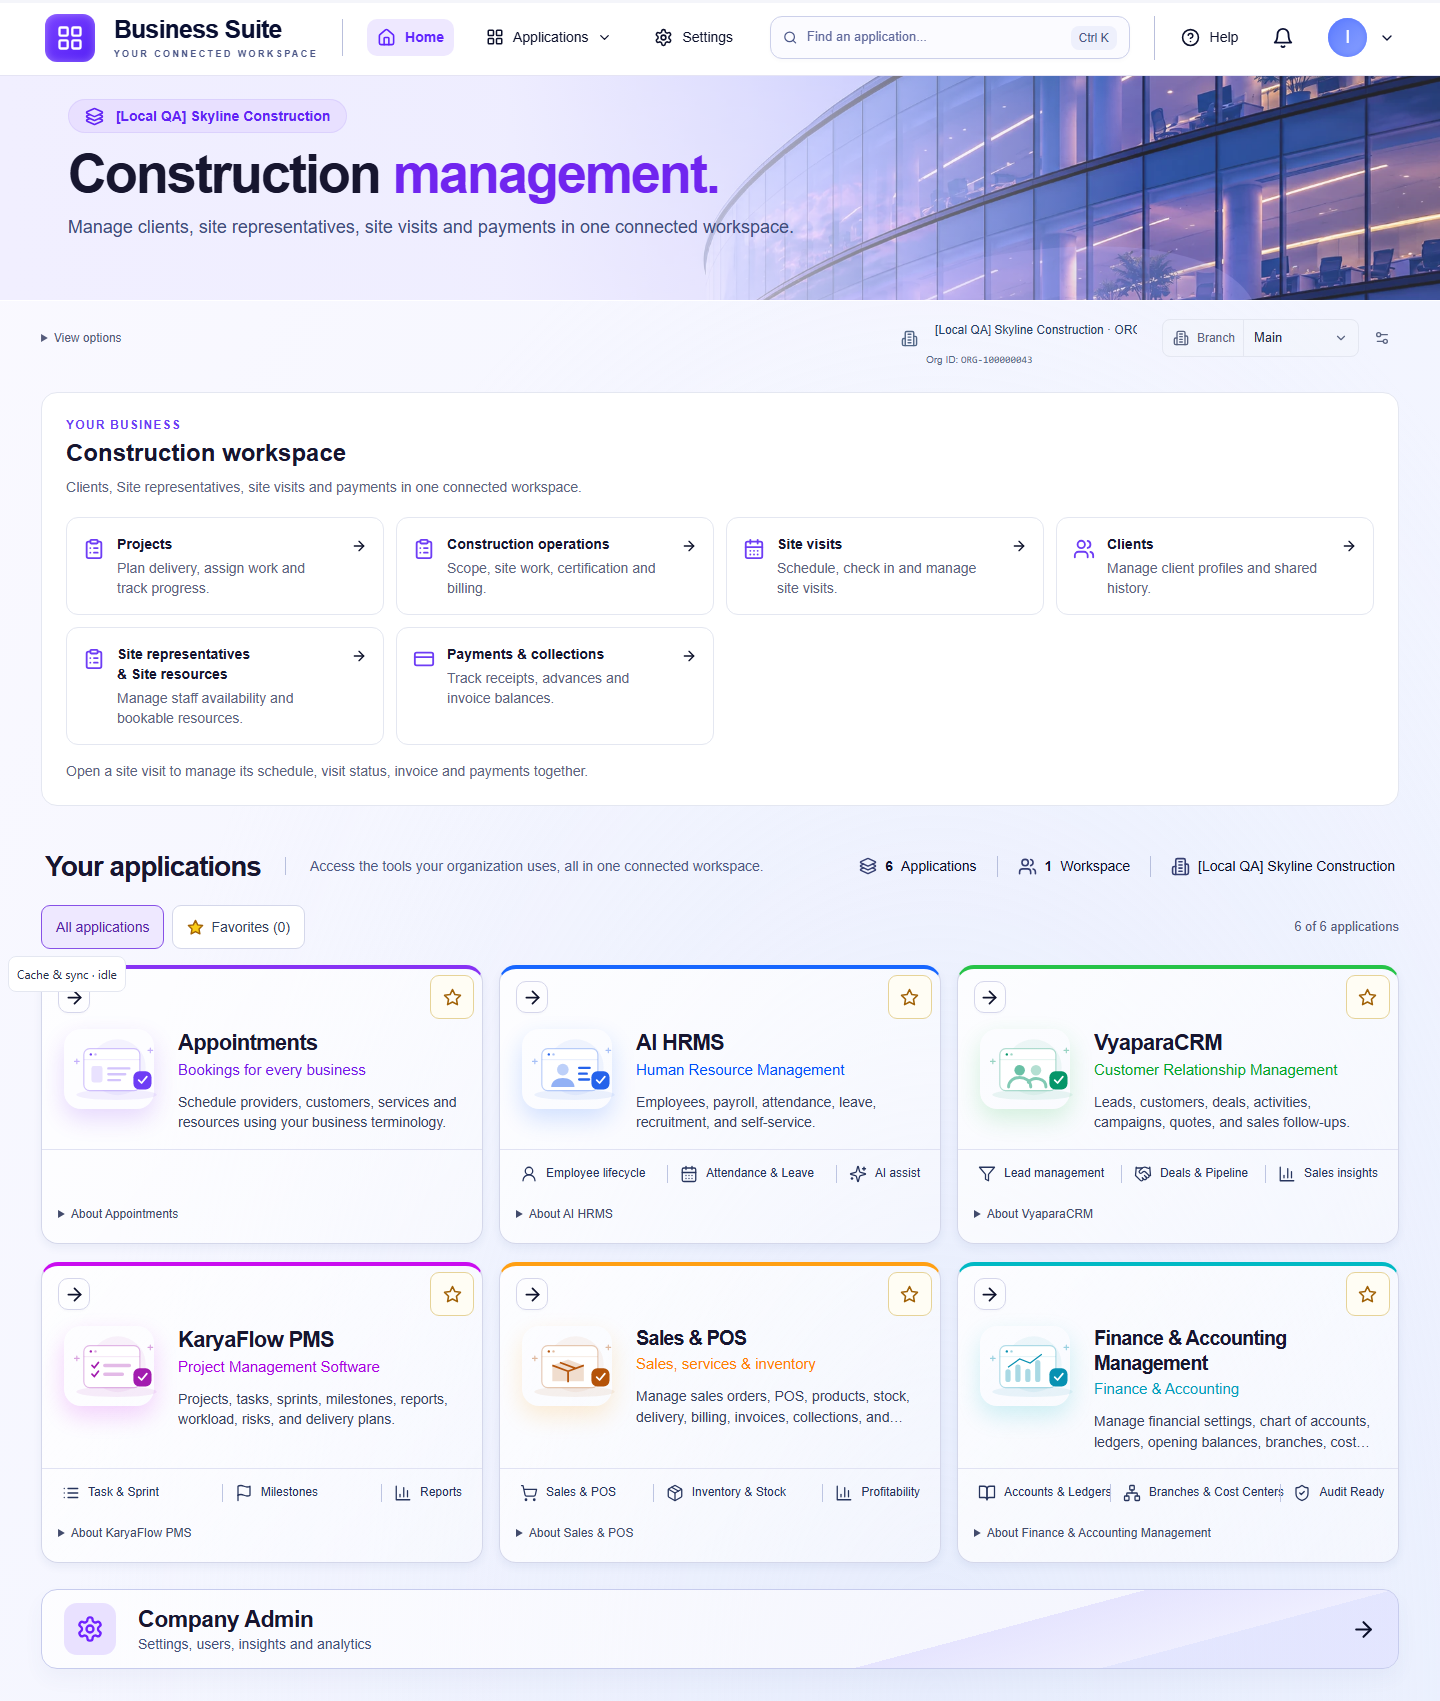 Business Suite
YOUR CONNECTED WORKSPACE
Home
Applications
Settings
Find an application...
Ctrl K
Help
I
[Local QA] Skyline Construction
Construction management.
Manage clients, site representatives, site visits and payments in one connected workspace.
View options
[Local QA] Skyline Construction · ORG
Org ID: ORG-100000043
Branch
Main
YOUR BUSINESS
Construction workspace
Clients, Site representatives, site visits and payments in one connected workspace.
Projects
Plan delivery, assign work and
track progress.
Construction operations
Scope, site work, certification and
billing.
Site visits
Schedule, check in and manage
site visits.
Clients
Manage client profiles and shared
history.
Site representatives
& Site resources
Manage staff availability and
bookable resources.
Payments & collections
Track receipts, advances and
invoice balances.
Open a site visit to manage its schedule, visit status, invoice and payments together.
Your applications
Access the tools your organization uses, all in one connected workspace.
6 Applications
1 Workspace
[Local QA] Skyline Construction
All applications
Favorites (0)
6 of 6 applications
Cache & sync · idle
Appointments
Bookings for every business
Schedule providers, customers, services and
resources using your business terminology.
About Appointments
AI HRMS
Human Resource Management
Employees, payroll, attendance, leave,
recruitment, and self-service.
Employee lifecycle
Attendance & Leave
AI assist
About AI HRMS
VyaparaCRM
Customer Relationship Management
Leads, customers, deals, activities,
campaigns, quotes, and sales follow-ups.
Lead management
Deals & Pipeline
Sales insights
About VyaparaCRM
KaryaFlow PMS
Project Management Software
Projects, tasks, sprints, milestones, reports,
workload, risks, and delivery plans.
Task & Sprint
Milestones
Reports
About KaryaFlow PMS
Sales & POS
Sales, services & inventory
Manage sales orders, POS, products, stock,
delivery, billing, invoices, collections, and...
Sales & POS
Inventory & Stock
Profitability
About Sales & POS
Finance & Accounting
Management
Finance & Accounting
Manage financial settings, chart of accounts,
ledgers, opening balances, branches, cost...
Accounts & Ledgers
Branches & Cost Centers
Audit Ready
About Finance & Accounting Management
Company Admin
Settings, users, insights and analytics